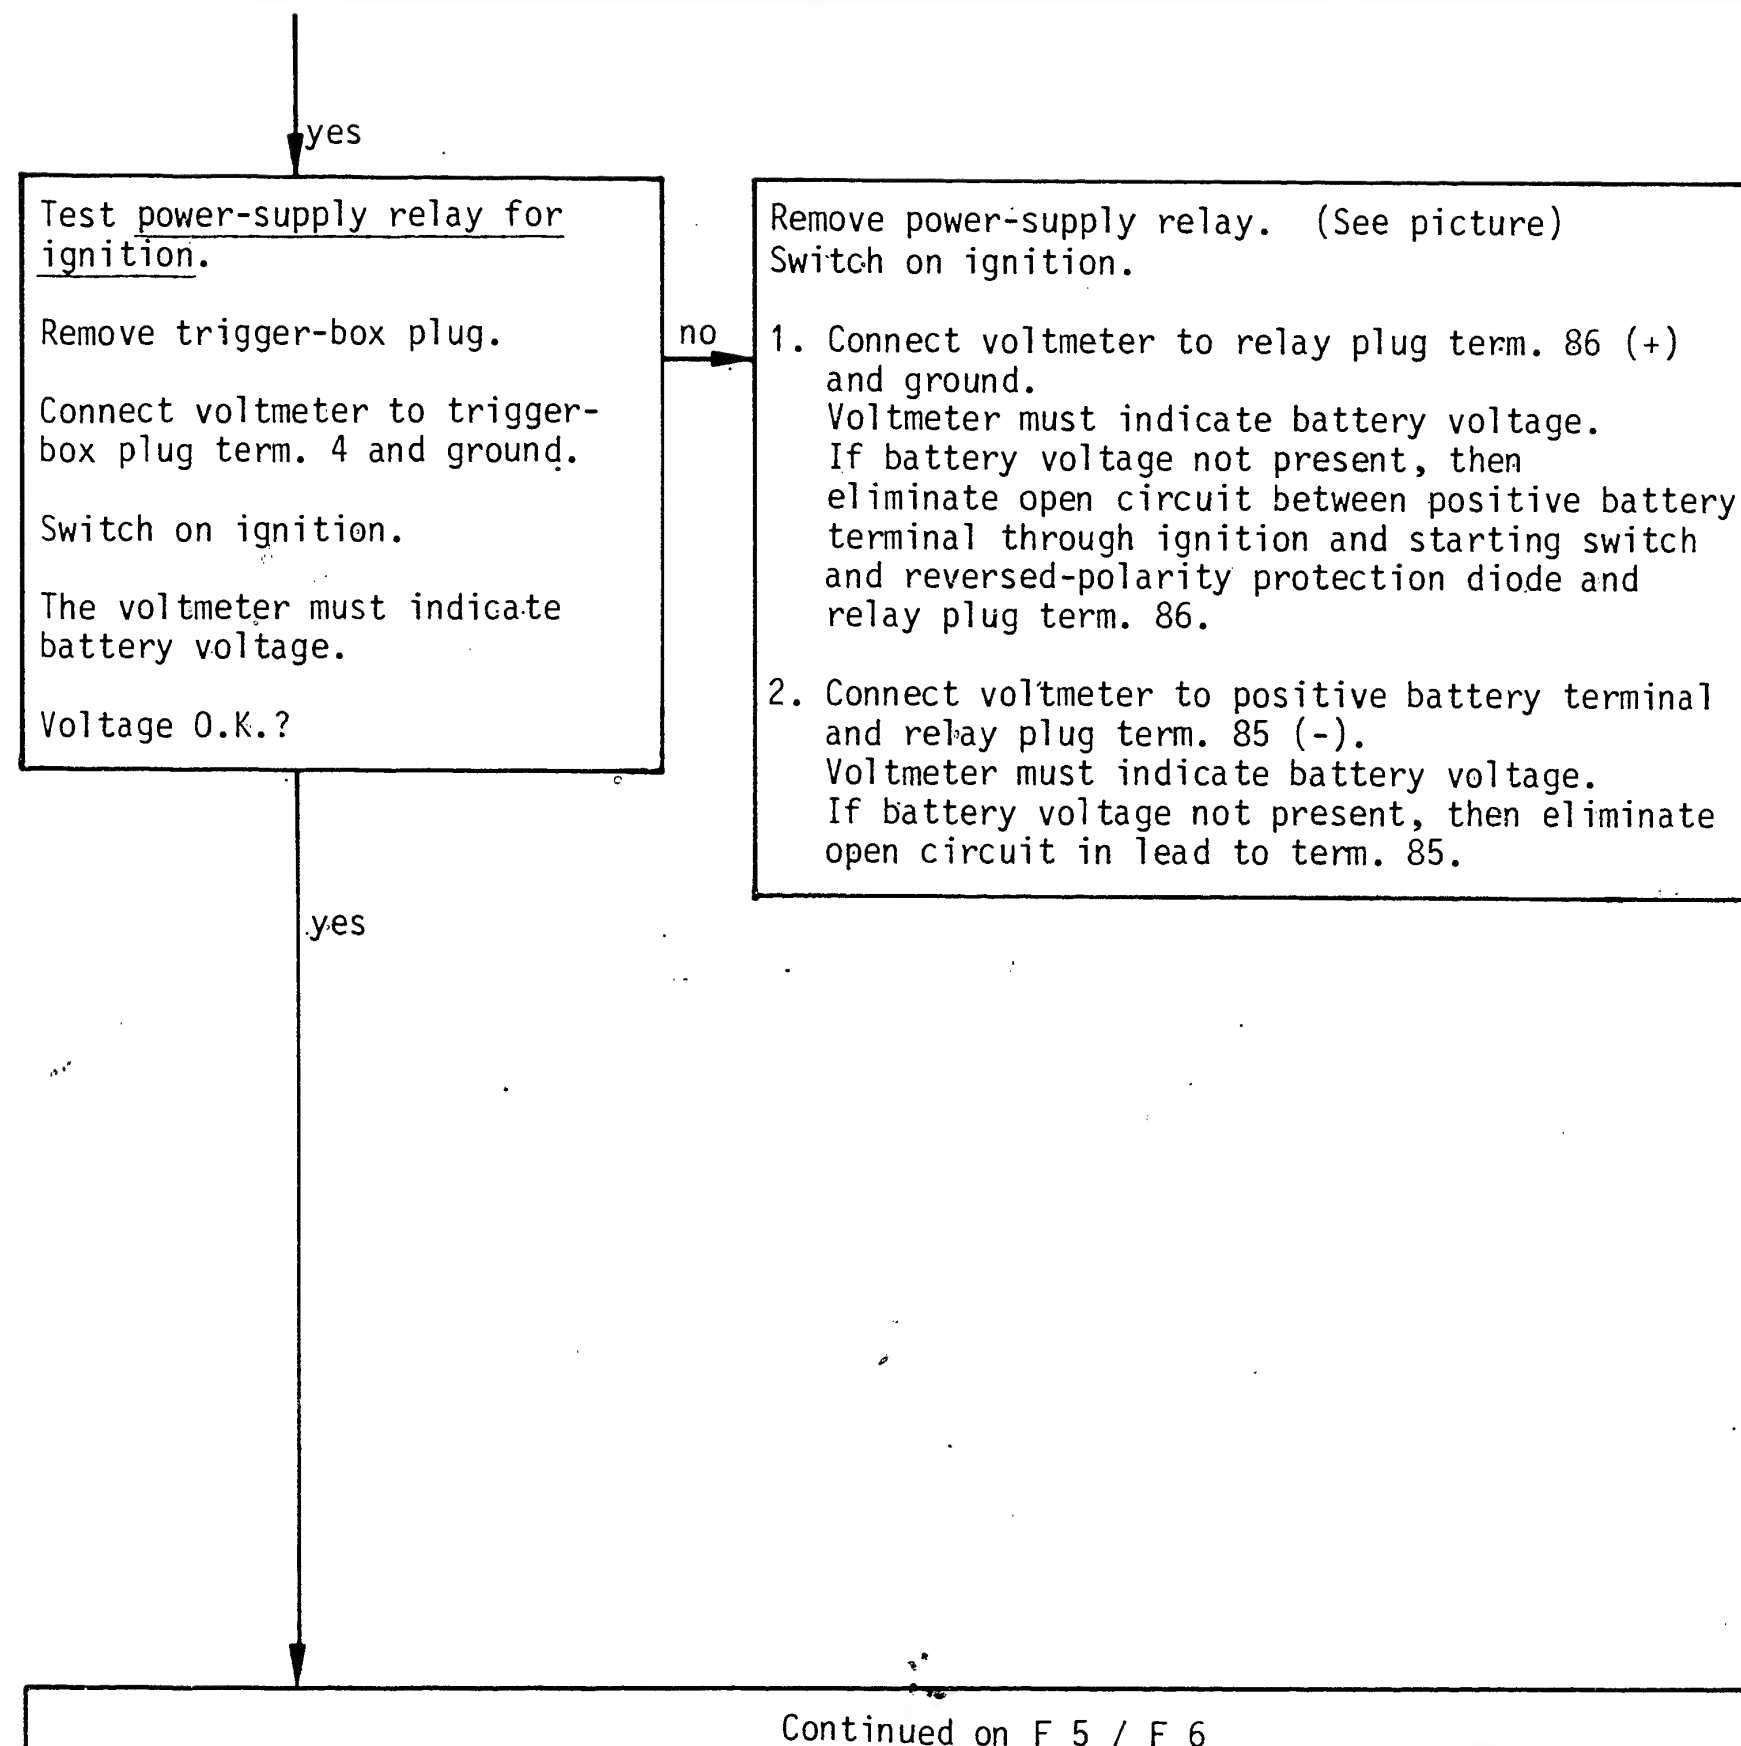 yes
Test power-supply relay for
ignition.
Remove trigger-box plug.
Connect voltmeter to trigger-
box plug term. 4 and ground.
Switch on ignition.
The voltmeter must indicate
battery voltage.
Voltage O.K.?
no
Remove power-supply relay. (See picture)
Switch on ignition.
1. Connect voltmeter to relay plug term. 86 (+)
and ground.
Voltmeter must indicate battery voltage.
If battery voltage not present, then
eliminate open circuit between positive battery
terminal through ignition and starting switch
and reversed-polarity protection diode and
relay plug term. 86.
2. Connect voltmeter to positive battery terminal
and relay plug term. 85 (-).
Voltmeter must indicate battery voltage.
If battery voltage not present, then eliminate
open circuit in lead to term. 85.
yes
Continued on F 5 / F 6